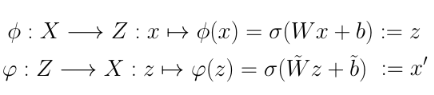 ϕ : X ⟶ Z : x ↦ ϕ(x) = σ(Wx + b) := z
φ : Z ⟶ X : z ↦ φ(z) = σ(W̃z + b̃) := x′